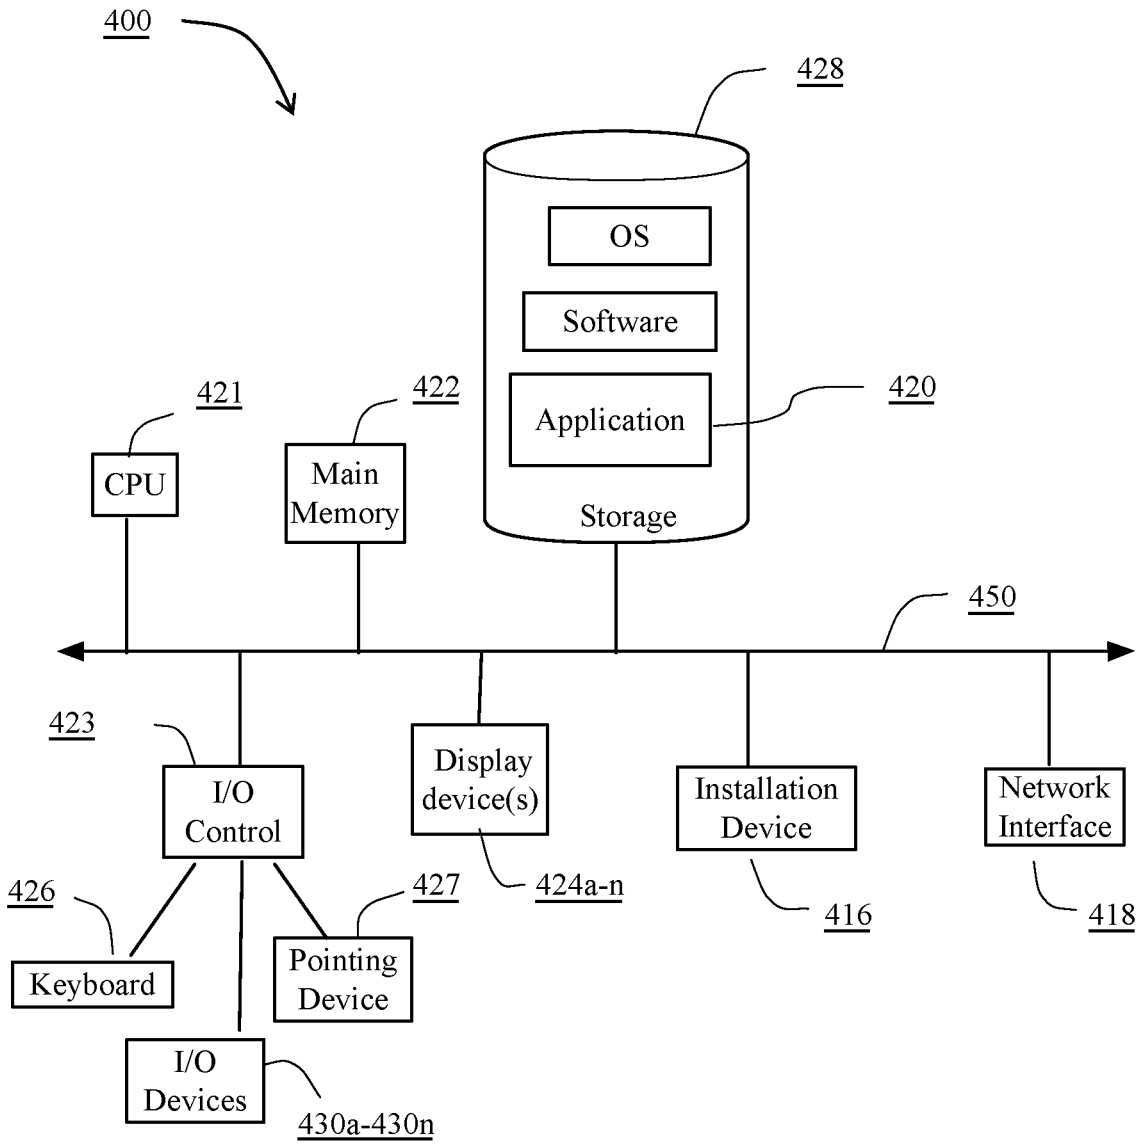 400
428
OS
Software
420
Application
421
422
CPU
Main
Memory
Storage
450
423
I/O
Control
Display
device(s)
Installation
Device
Network
Interface
426
427
424a-n
416
418
Keyboard
Pointing
Device
I/O
Devices
430a-430n